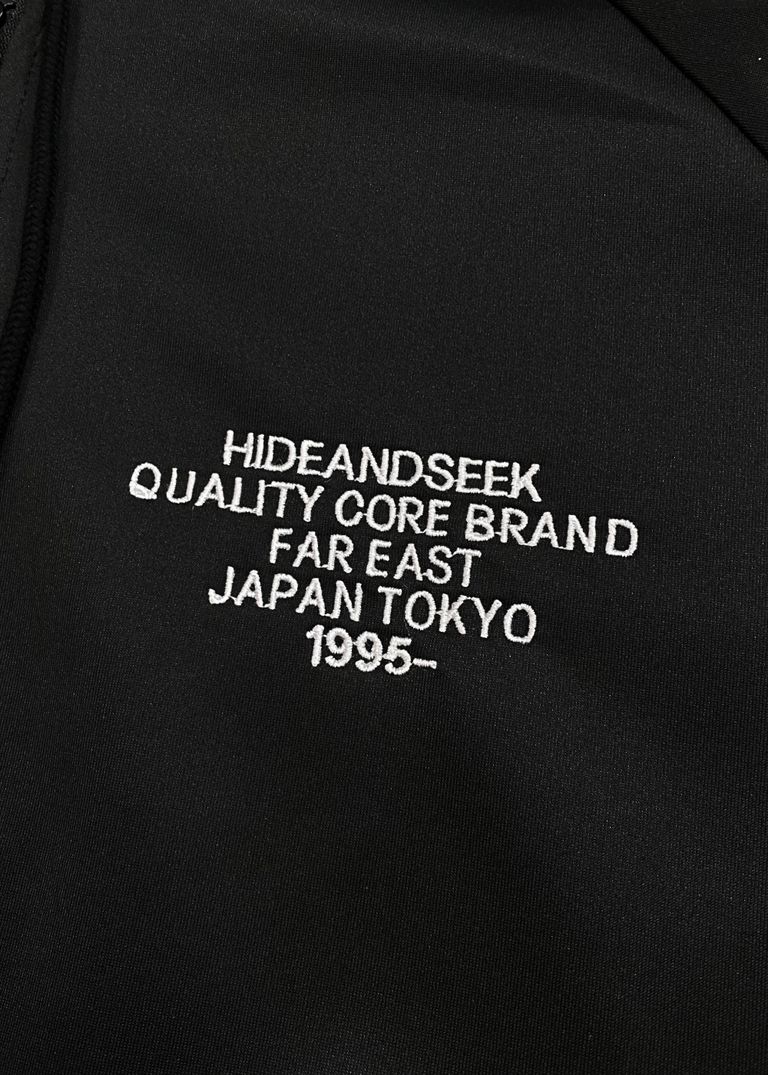 HIDEANDSEEK
QUALITY CORE BRAND
FAR EAST
JAPAN TOKYO
1995-